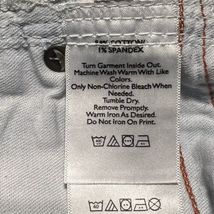 COTTON
1% SPANDEX
Turn Garment Inside Out.
Machine Wash Warm With Like
Colors.
Only Non-Chlorine Bleach When
Needed.
Tumble Dry.
Remove Promptly.
Warm Iron As Desired.
Do Not Iron On Print.